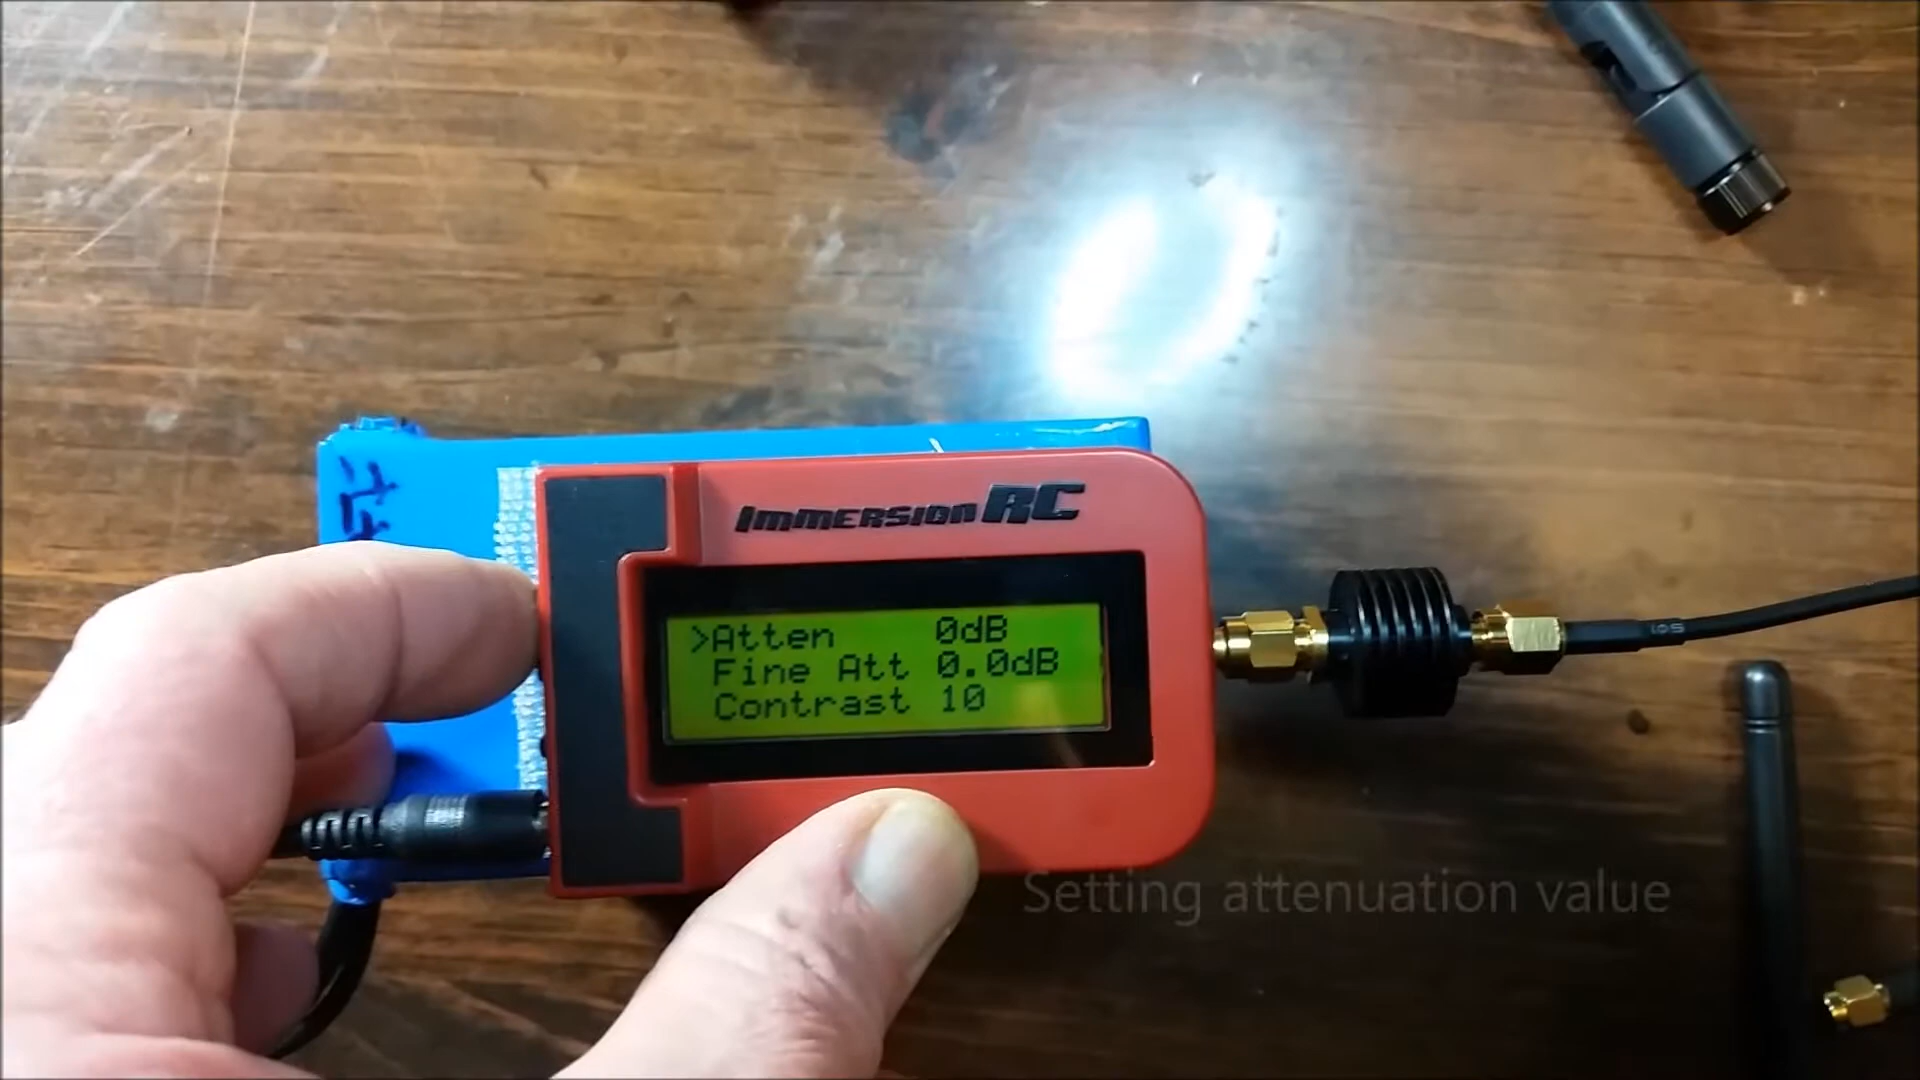 ImmersionRC
>Atten 0dB
Fine Att 0.0dB
Contrast 10
Setting attenuation value